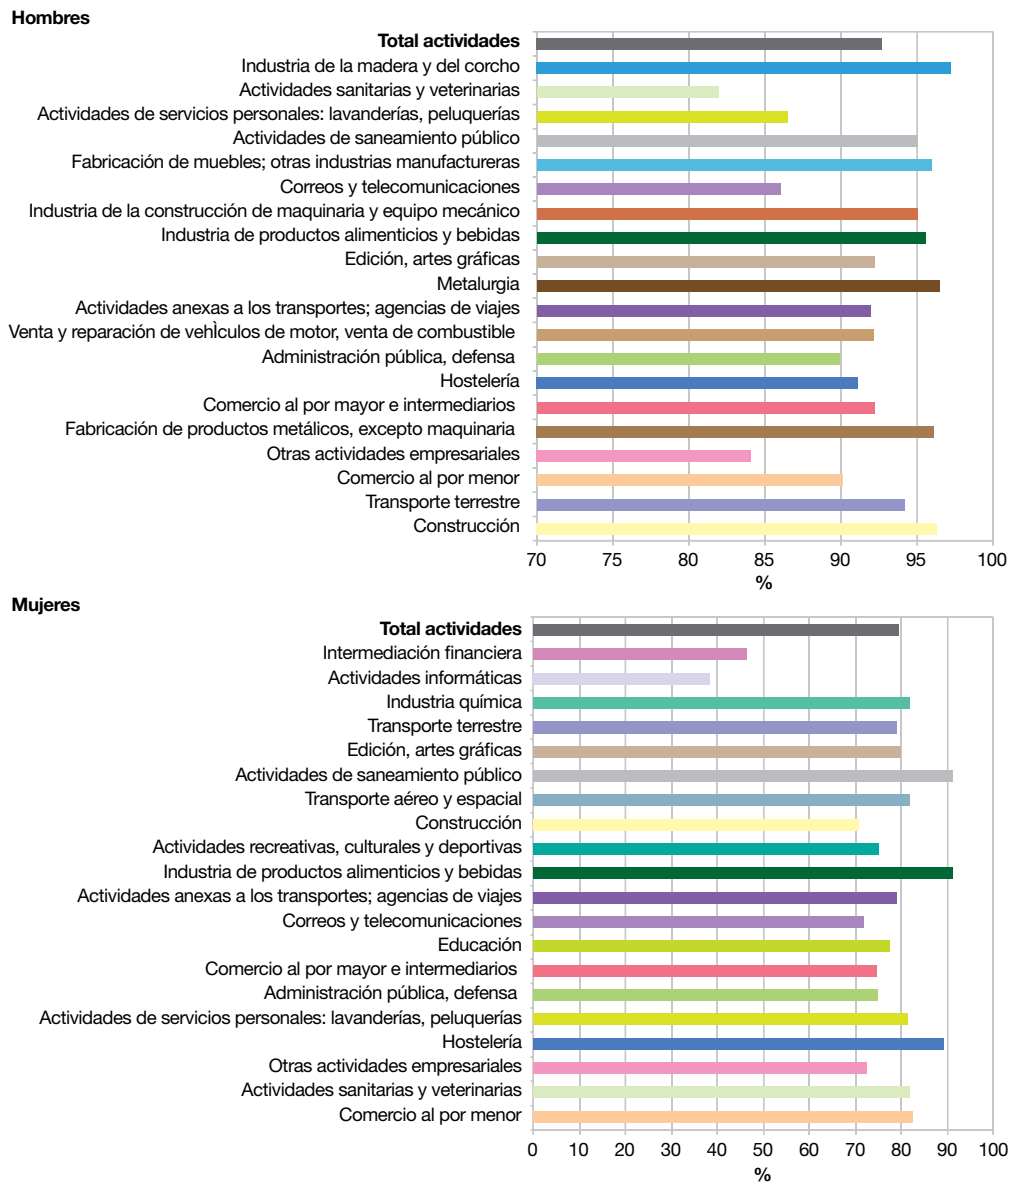 Hombres
Total actividades
Industria de la madera y del corcho
Actividades sanitarias y veterinarias
Actividades de servicios personales: lavanderías, peluquerías
Actividades de saneamiento público
Fabricación de muebles; otras industrias manufactureras
Correos y telecomunicaciones
Industria de la construcción de maquinaria y equipo mecánico
Industria de productos alimenticios y bebidas
Edición, artes gráficas
Metalurgia
Actividades anexas a los transportes; agencias de viajes
Venta y reparación de vehÌculos de motor, venta de combustible
Administración pública, defensa
Hostelería
Comercio al por mayor e intermediarios
Fabricación de productos metálicos, excepto maquinaria
Otras actividades empresariales
Comercio al por menor
Transporte terrestre
Construcción
70 75 80 85 90 95 100
%
Mujeres
Total actividades
Intermediación financiera
Actividades informáticas
Industria química
Transporte terrestre
Edición, artes gráficas
Actividades de saneamiento público
Transporte aéreo y espacial
Construcción
Actividades recreativas, culturales y deportivas
Industria de productos alimenticios y bebidas
Actividades anexas a los transportes; agencias de viajes
Correos y telecomunicaciones
Educación
Comercio al por mayor e intermediarios
Administración pública, defensa
Actividades de servicios personales: lavanderías, peluquerías
Hostelería
Otras actividades empresariales
Actividades sanitarias y veterinarias
Comercio al por menor
0 10 20 30 40 50 60 70 80 90 100
%